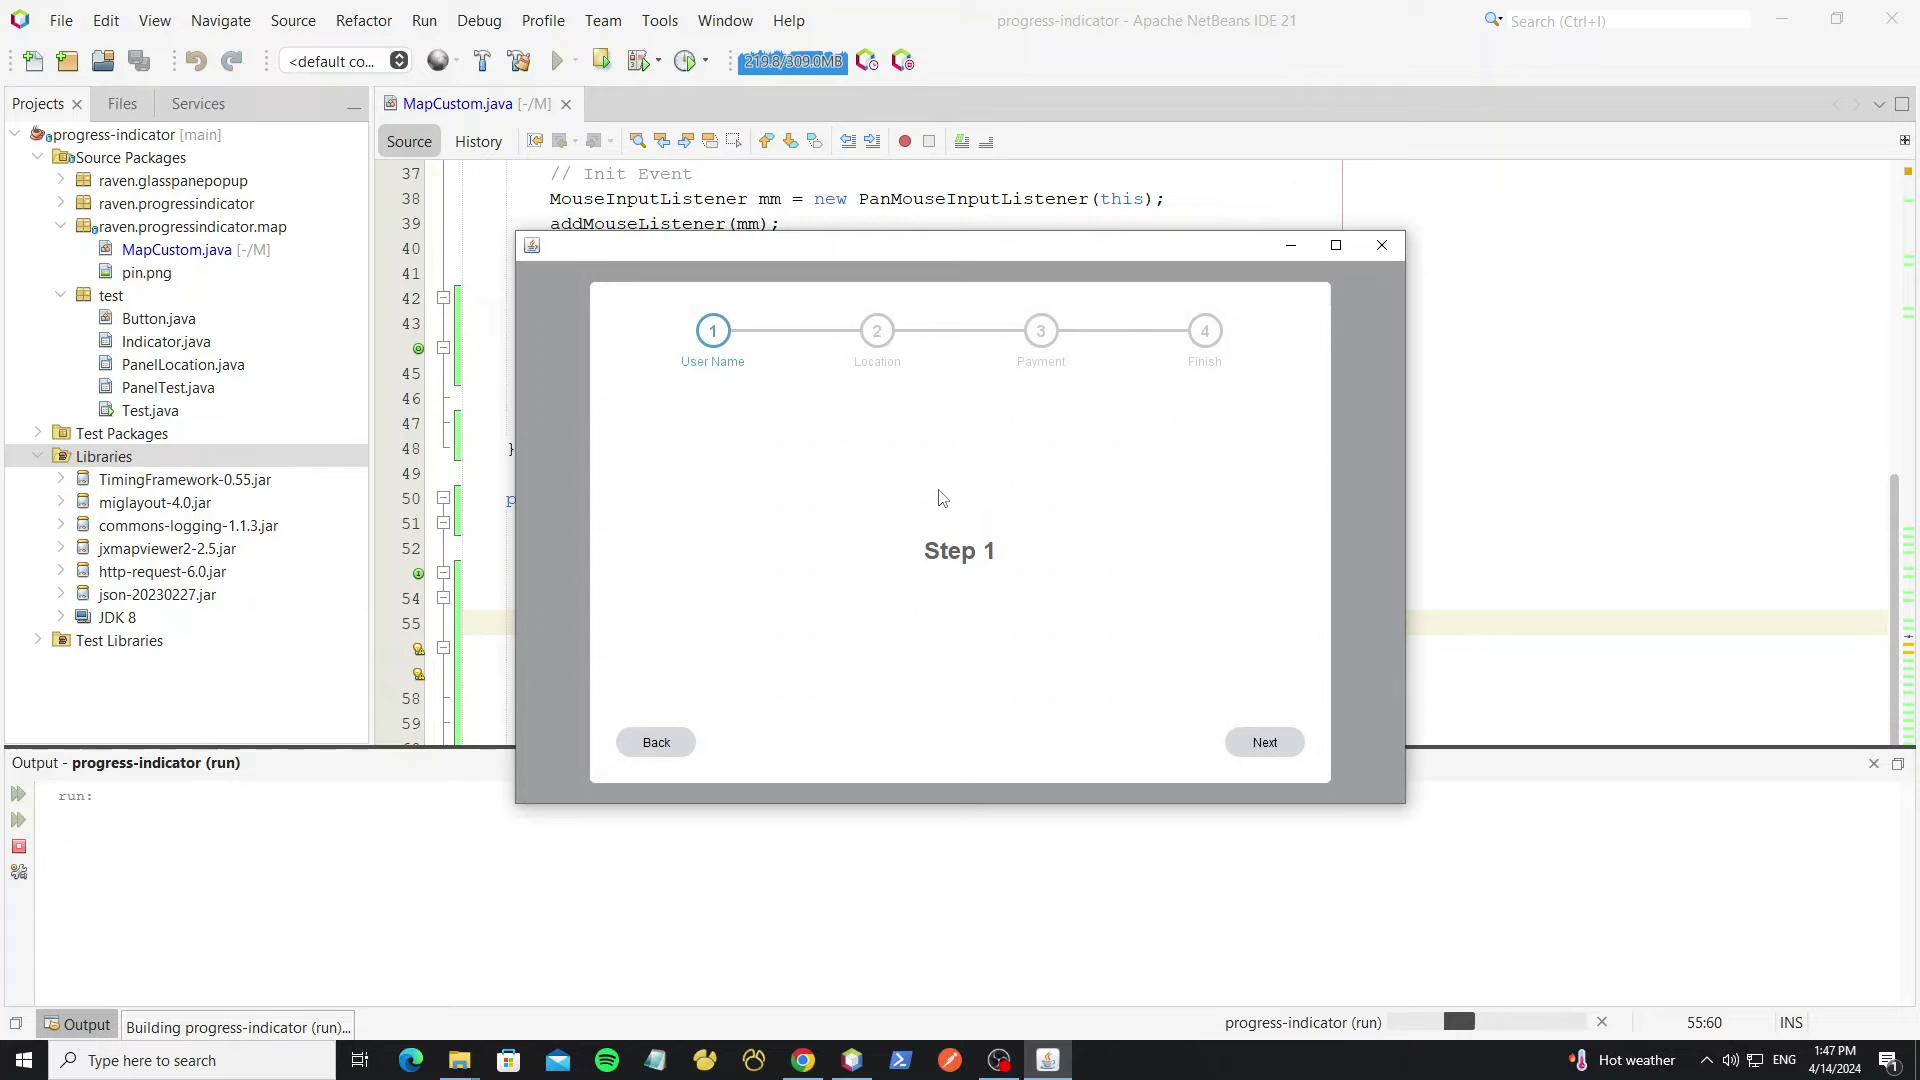 File Edit View Navigate Source Refactor Run Debug Profile Team Tools Window Help
progress-indicator - Apache NetBeans IDE 21
Search (Ctrl+I)
<default co...
219.8/309.0MB
Projects Files Services
MapCustom.java [-/M]
Source History
progress-indicator [main]
Source Packages
raven.glasspanepopup
raven.progressindicator
raven.progressindicator.map
MapCustom.java [-/M]
pin.png
test
Button.java
Indicator.java
PanelLocation.java
PanelTest.java
Test.java
Test Packages
Libraries
TimingFramework-0.55.jar
miglayout-4.0.jar
commons-logging-1.1.3.jar
jxmapviewer2-2.5.jar
http-request-6.0.jar
json-20230227.jar
JDK 8
Test Libraries
37 // Init Event
38 MouseInputListener mm = new PanMouseInputListener(this);
39 addMouseListener(mm);
40
41
42
43
45
46
47
48 }
49
50 p
51
52
54
55
58
59
1 2 3 4
User Name Location Payment Finish
Step 1
Back Next
Output - progress-indicator (run)
run:
Output
Building progress-indicator (run)...
progress-indicator (run)
55:60
INS
Type here to search
Hot weather
ENG
1:47 PM
4/14/2024
1